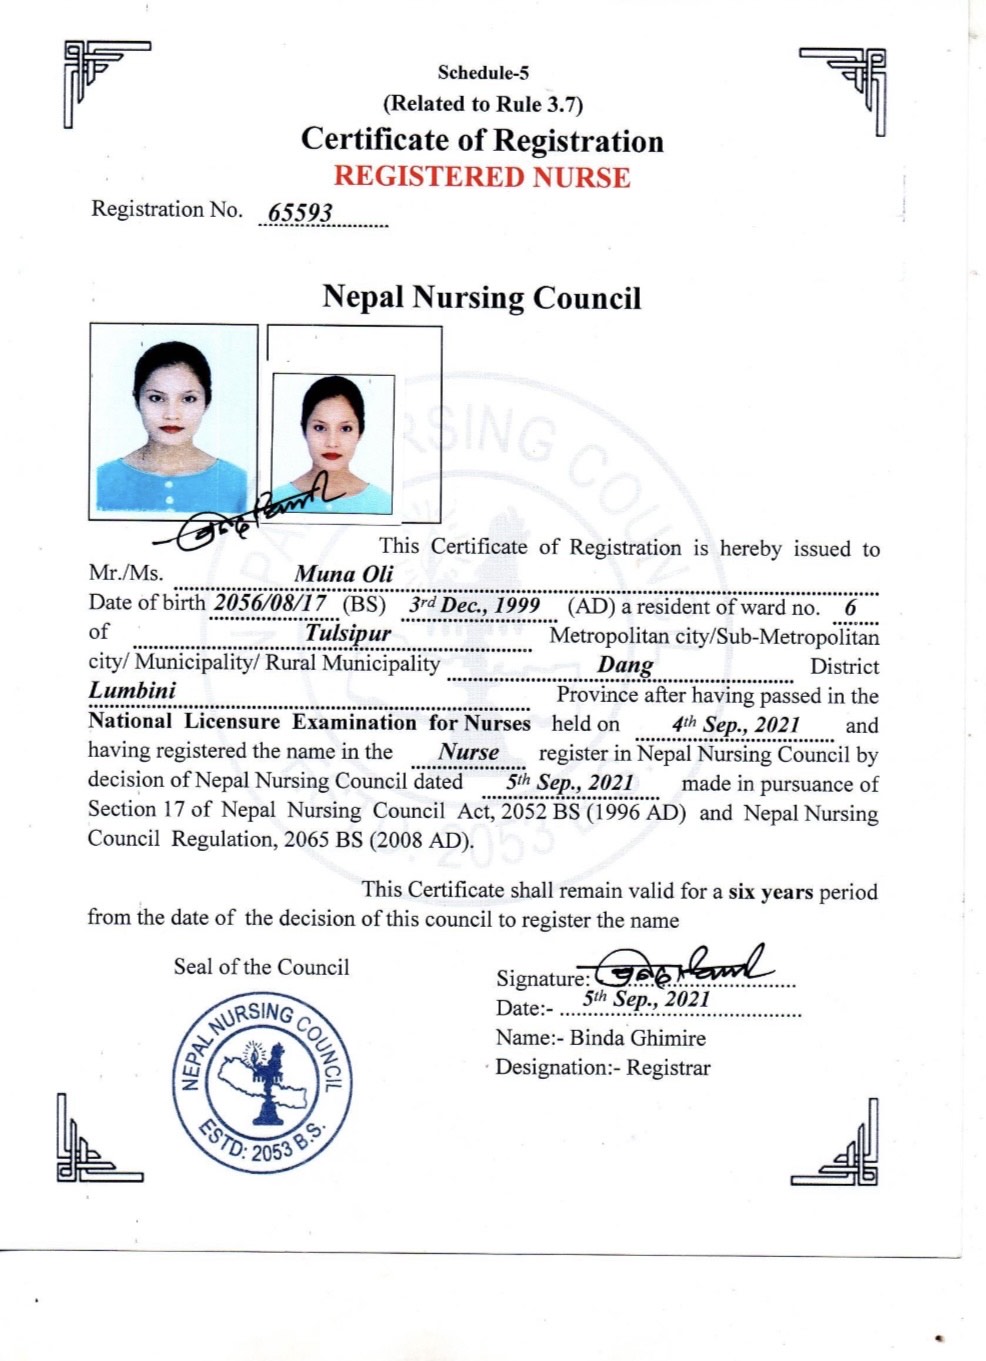 Schedule-5
(Related to Rule 3.7)
Certificate of Registration
REGISTERED NURSE
Registration No. 65593
Nepal Nursing Council
This Certificate of Registration is hereby issued to
Mr./Ms. Muna Oli
Date of birth 2056/08/17 (BS) 3rd Dec., 1999 (AD) a resident of ward no. 6
of Tulsipur Metropolitan city/Sub-Metropolitan
city/ Municipality/ Rural Municipality Dang District
Lumbini Province after having passed in the
National Licensure Examination for Nurses held on 4th Sep., 2021 and
having registered the name in the Nurse register in Nepal Nursing Council by
decision of Nepal Nursing Council dated 5th Sep., 2021 made in pursuance of
Section 17 of Nepal Nursing Council Act, 2052 BS (1996 AD) and Nepal Nursing
Council Regulation, 2065 BS (2008 AD).
This Certificate shall remain valid for a six years period
from the date of the decision of this council to register the name
Seal of the Council
Signature:
Date:- 5th Sep., 2021
Name:- Binda Ghimire
Designation:- Registrar
NEPAL NURSING COUNCIL
ESTD: 2053 B.S.